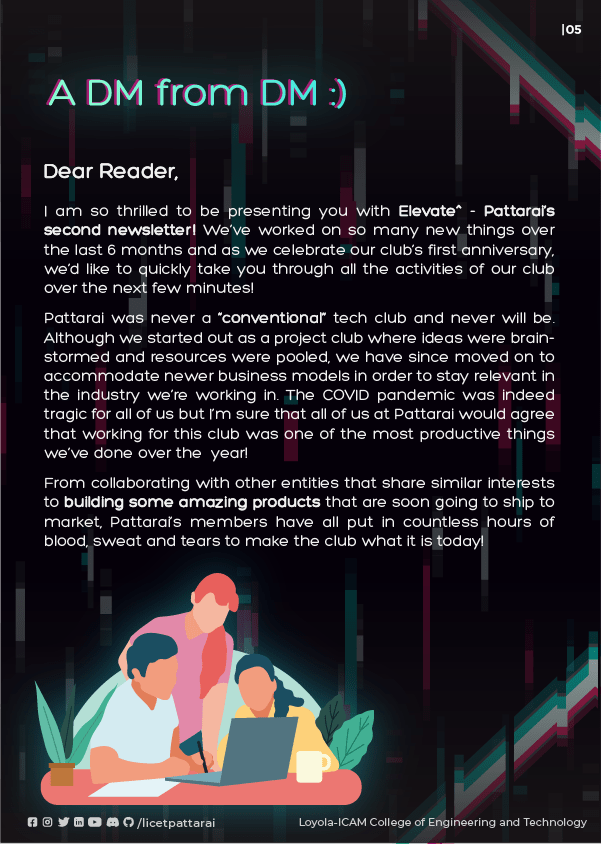 |05
A DM from DM :)
Dear Reader,
I am so thrilled to be presenting you with Elevate^ - Pattarai's
second newsletter! We've worked on so many new things over
the last 6 months and as we celebrate our club's first anniversary,
we'd like to quickly take you through all the activities of our club
over the next few minutes!
Pattarai was never a "conventional" tech club and never will be.
Although we started out as a project club where ideas were brain-
stormed and resources were pooled, we have since moved on to
accommodate newer business models in order to stay relevant in
the industry we're working in. The COVID pandemic was indeed
tragic for all of us but I'm sure that all of us at Pattarai would agree
that working for this club was one of the most productive things
we've done over the  year!
From collaborating with other entities that share similar interests
to building some amazing products that are soon going to ship to
market, Pattarai's members have all put in countless hours of
blood, sweat and tears to make the club what it is today!
/licetpattarai
Loyola-ICAM College of Engineering and Technology